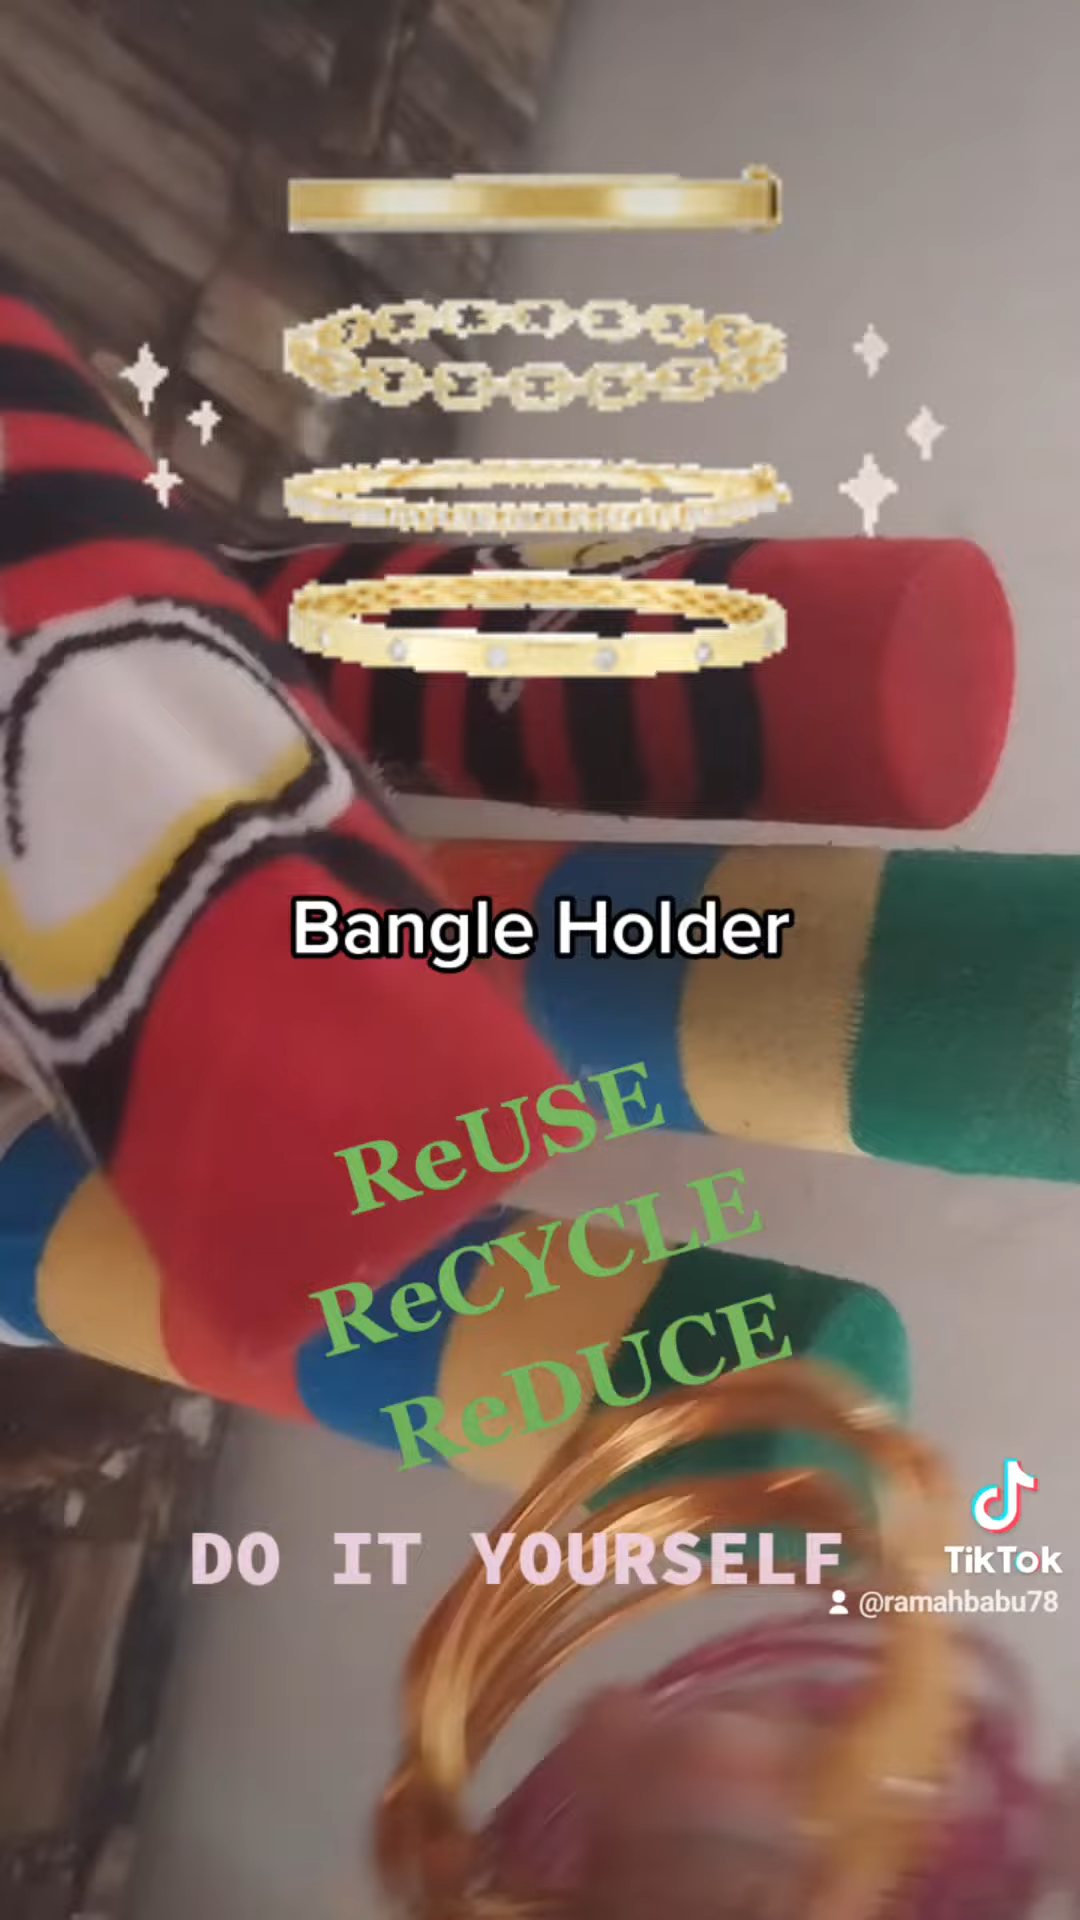 Bangle Holder
ReUSE
ReCYCLE
ReDUCE
DO IT YOURSELF
TikTok
@ramahbabu78